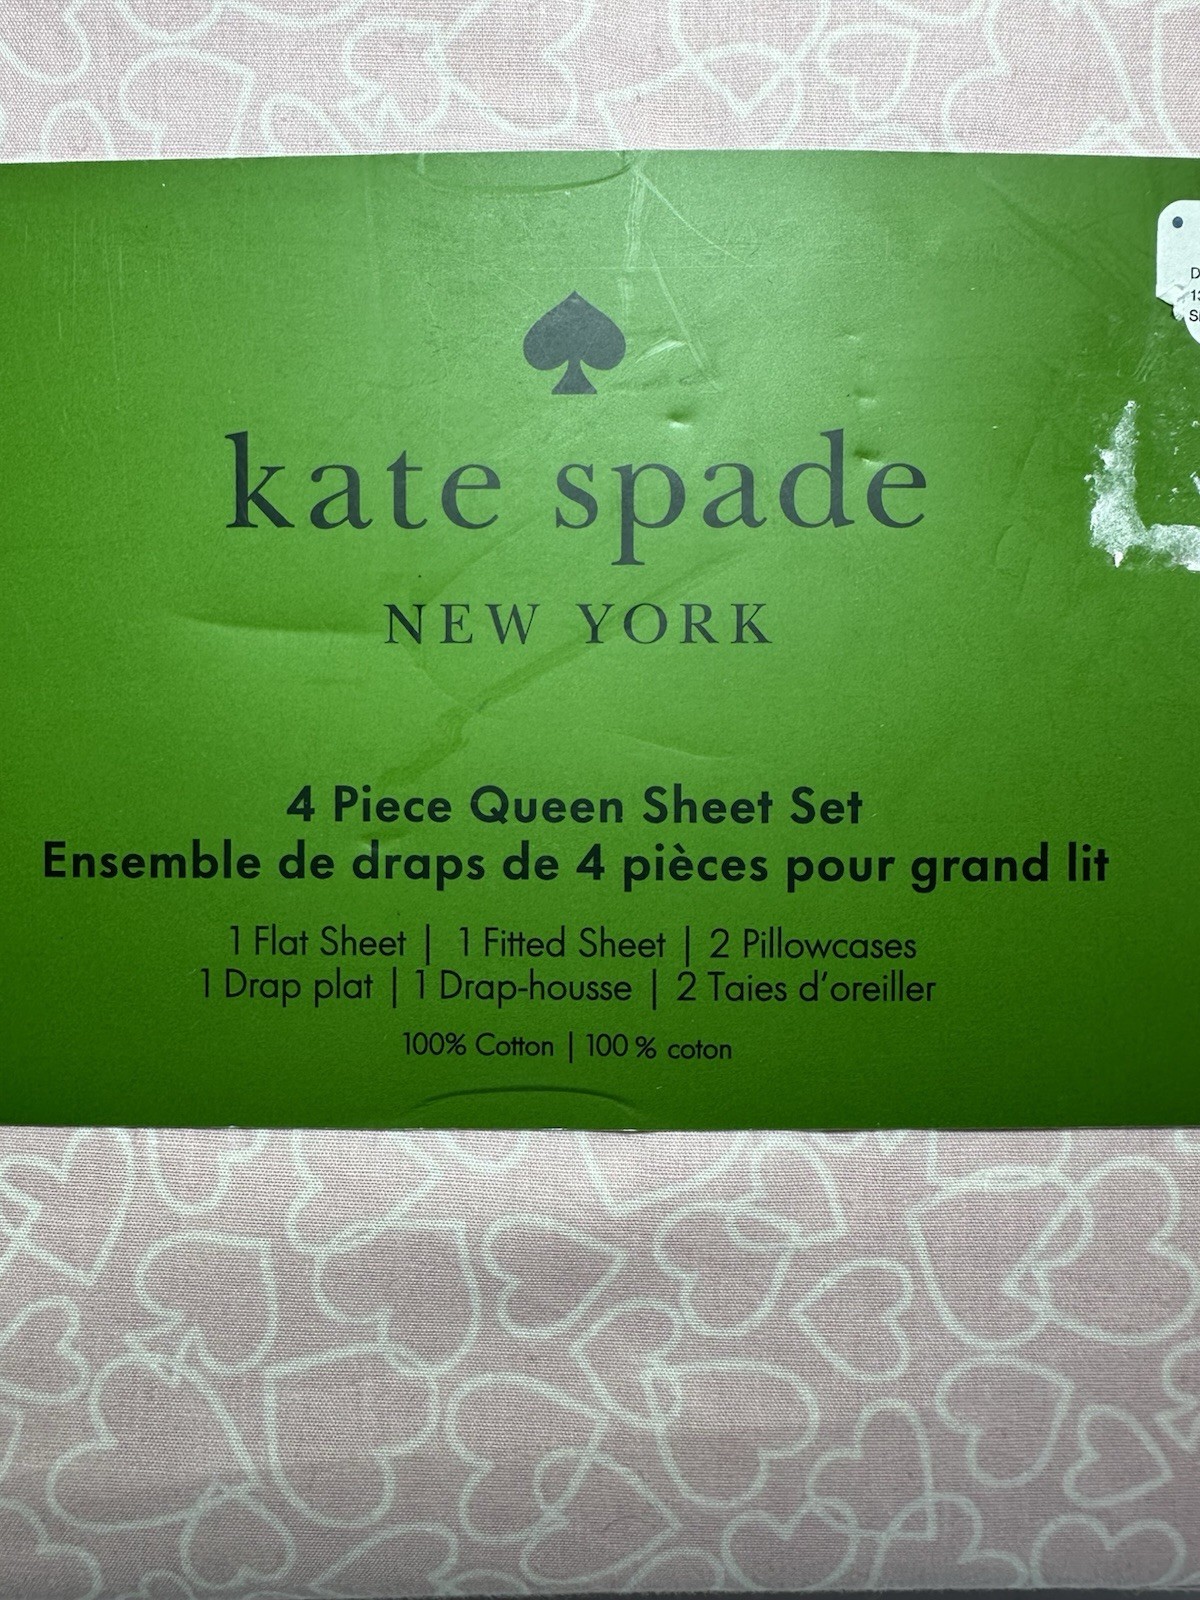 kate spade
NEW YORK
4 Piece Queen Sheet Set
Ensemble de draps de 4 pièces pour grand lit
1 Flat Sheet | 1 Fitted Sheet | 2 Pillowcases
1 Drap plat | 1 Drap-housse | 2 Taies d'oreiller
100% Cotton | 100 % coton